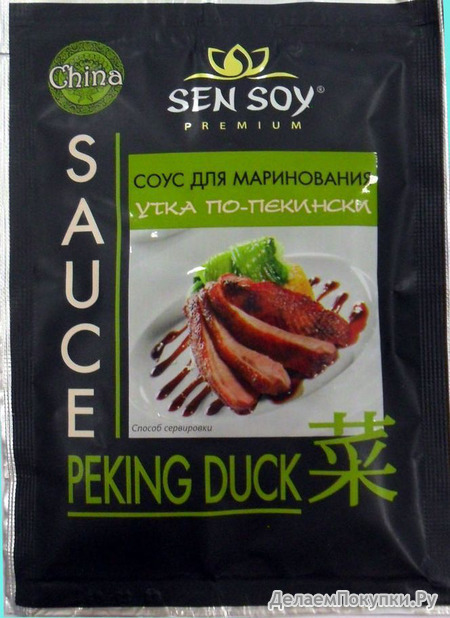 China
SEN SOY®
PREMIUM
SAUCE
СОУС ДЛЯ МАРИНОВАНИЯ
УТКА ПО-ПЕКИНСКИ
Способ сервировки
PEKING DUCK 菜
ДелаемПокупки.Ру